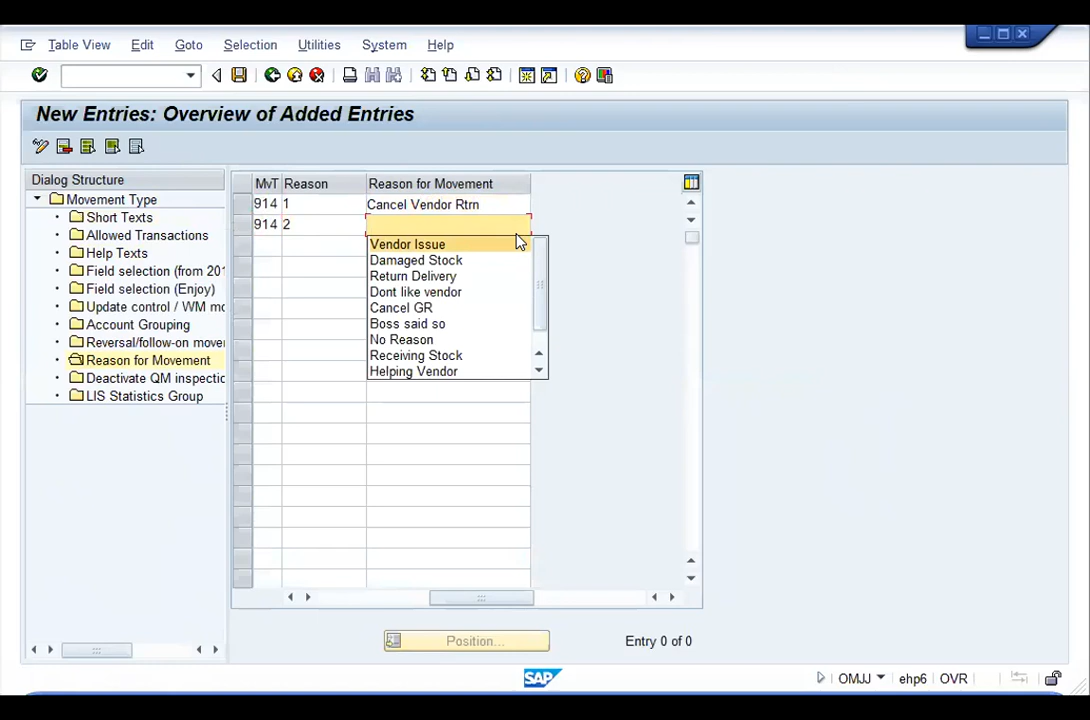 Table View Edit Goto Selection Utilities System Help
New Entries: Overview of Added Entries
Dialog Structure
Movement Type
Short Texts
Allowed Transactions
Help Texts
Field selection (from 201
Field selection (Enjoy)
Update control / WM mo
Account Grouping
Reversal/follow-on mover
Reason for Movement
Deactivate QM inspectio
LIS Statistics Group
MvT Reason Reason for Movement
914 1 Cancel Vendor Rtrn
914 2
Vendor Issue
Damaged Stock
Return Delivery
Dont like vendor
Cancel GR
Boss said so
No Reason
Receiving Stock
Helping Vendor
Position... Entry 0 of 0
SAP OMJJ ehp6 OVR